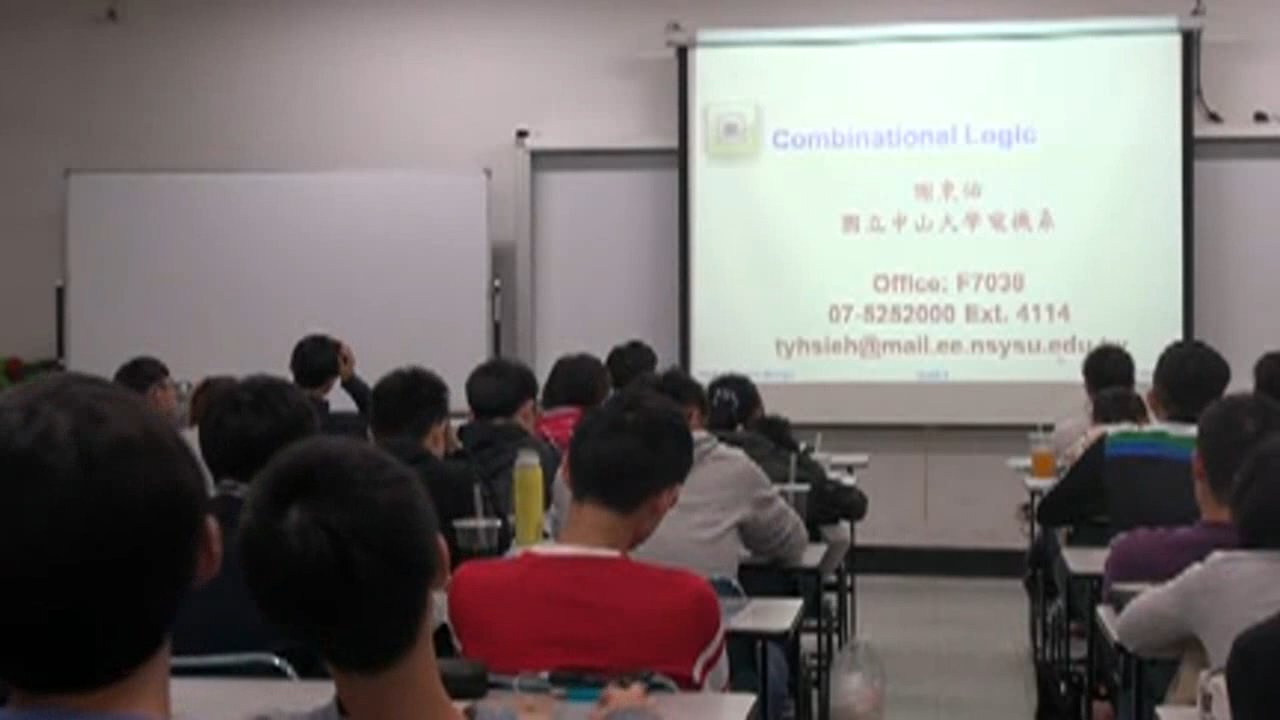 Combinational Logic
謝東佑
國立中山大學電機系
Office: F7038
07-5252000 Ext. 4114
tyhsieh@mail.ee.nsysu.edu.tw